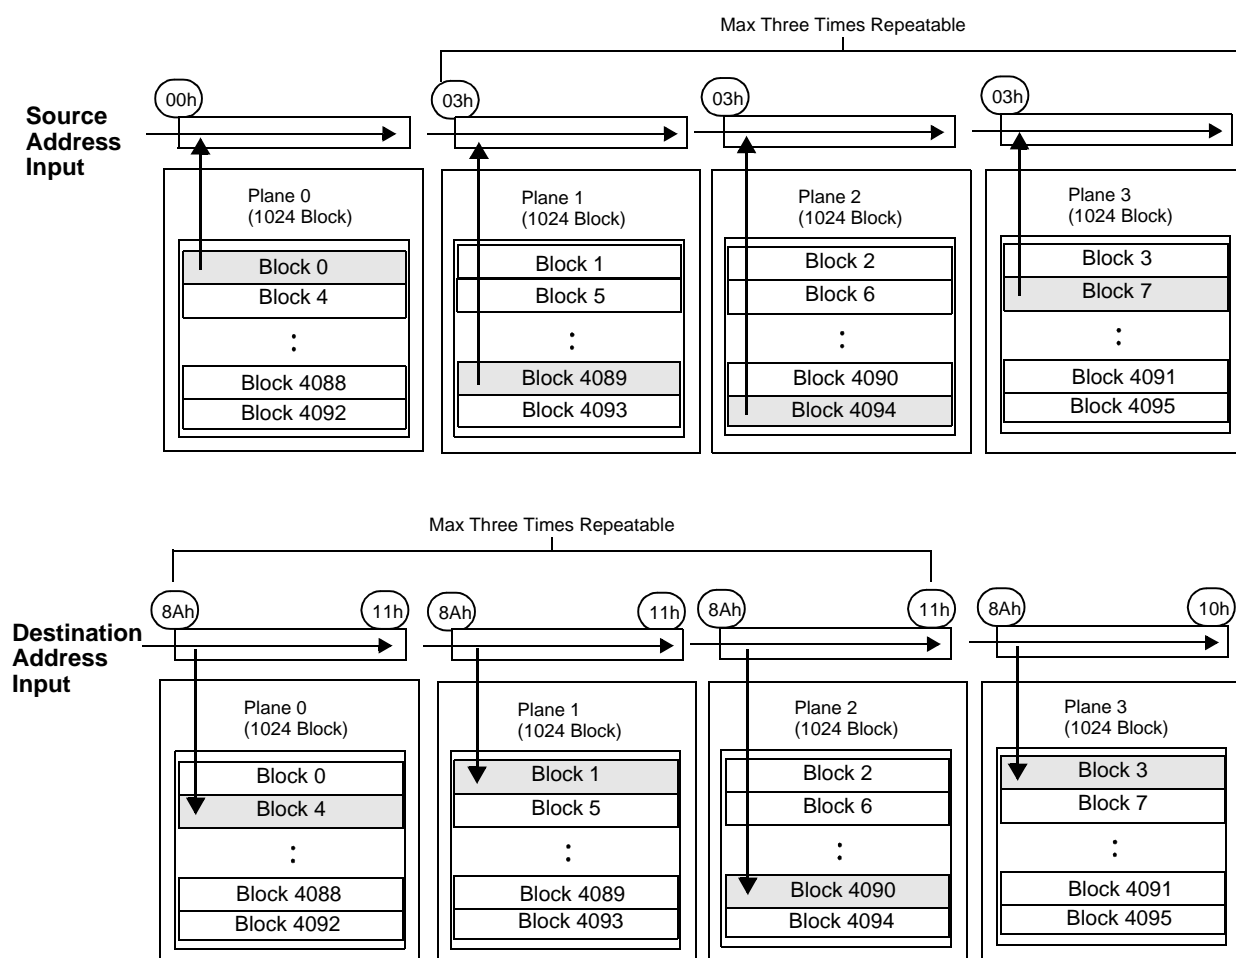 Max Three Times Repeatable
00h
03h
03h
03h
Source
Address
Input
Plane 0
(1024 Block)
Block 0
Block 4
:
Block 4088
Block 4092
Plane 1
(1024 Block)
Block 1
Block 5
:
Block 4089
Block 4093
Plane 2
(1024 Block)
Block 2
Block 6
:
Block 4090
Block 4094
Plane 3
(1024 Block)
Block 3
Block 7
:
Block 4091
Block 4095
Max Three Times Repeatable
8Ah
11h
8Ah
11h
8Ah
11h
8Ah
10h
Destination
Address
Input
Plane 0
(1024 Block)
Block 0
Block 4
:
Block 4088
Block 4092
Plane 1
(1024 Block)
Block 1
Block 5
:
Block 4089
Block 4093
Plane 2
(1024 Block)
Block 2
Block 6
:
Block 4090
Block 4094
Plane 3
(1024 Block)
Block 3
Block 7
:
Block 4091
Block 4095